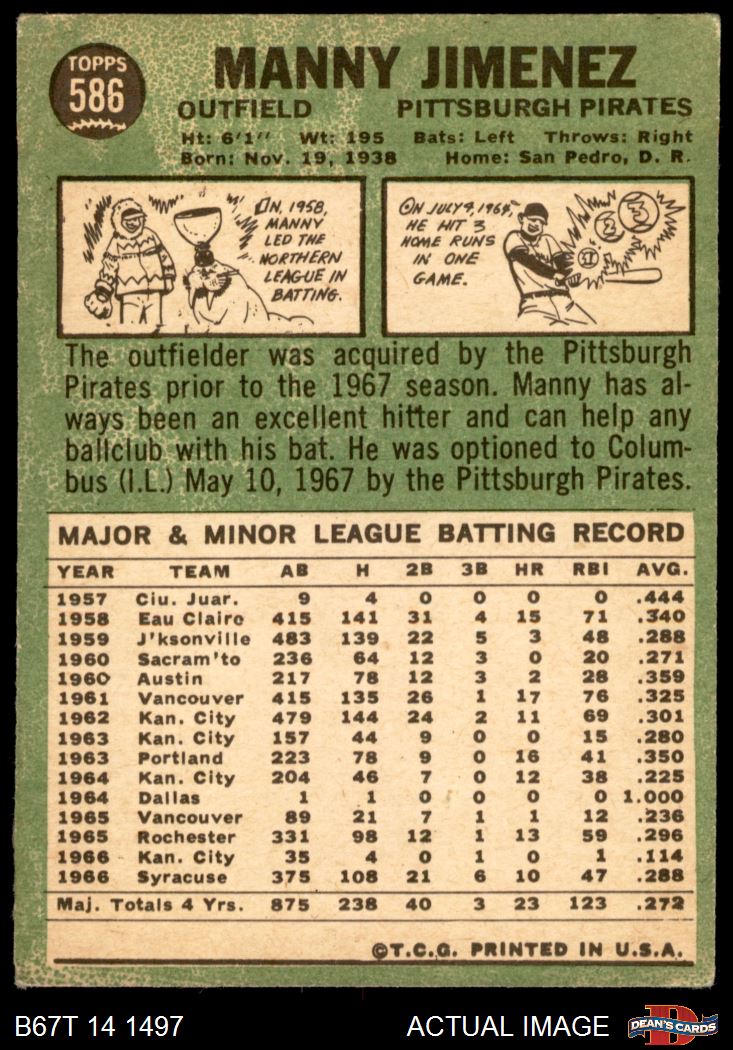 TOPPS
586
MANNY JIMENEZ
OUTFIELD PITTSBURGH PIRATES
Ht: 6'1" Wt: 195 Bats: Left Throws: Right
Born: Nov. 19, 1938 Home: San Pedro, D. R.
ON, 1958,
MANNY
LED THE
NORTHERN
LEAGUE IN
BATTING.
ON JULY 4, 1964,
HE HIT 3
HOME RUNS
IN ONE
GAME.
1
2
3
The outfielder was acquired by the Pittsburgh
Pirates prior to the 1967 season. Manny has al-
ways been an excellent hitter and can help any
ballclub with his bat. He was optioned to Colum-
bus (I.L.) May 10, 1967 by the Pittsburgh Pirates.
MAJOR & MINOR LEAGUE BATTING RECORD
YEAR TEAM AB H 2B 3B HR RBI AVG.
1957 Ciu. Juar. 9 4 0 0 0 0 .444
1958 Eau Claire 415 141 31 4 15 71 .340
1959 J'ksonville 483 139 22 5 3 48 .288
1960 Sacram'to 236 64 12 3 0 20 .271
1960 Austin 217 78 12 3 2 28 .359
1961 Vancouver 415 135 26 1 17 76 .325
1962 Kan. City 479 144 24 2 11 69 .301
1963 Kan. City 157 44 9 0 0 15 .280
1963 Portland 223 78 9 0 16 41 .350
1964 Kan. City 204 46 7 0 12 38 .225
1964 Dallas 1 1 0 0 0 0 1.000
1965 Vancouver 89 21 7 1 1 12 .236
1965 Rochester 331 98 12 1 13 59 .296
1966 Kan. City 35 4 0 1 0 1 .114
1966 Syracuse 375 108 21 6 10 47 .288
Maj. Totals 4 Yrs. 875 238 40 3 23 123 .272
©T.C.G. PRINTED IN U.S.A.
B67T 14 1497 ACTUAL IMAGE
D
DEAN'S CARDS